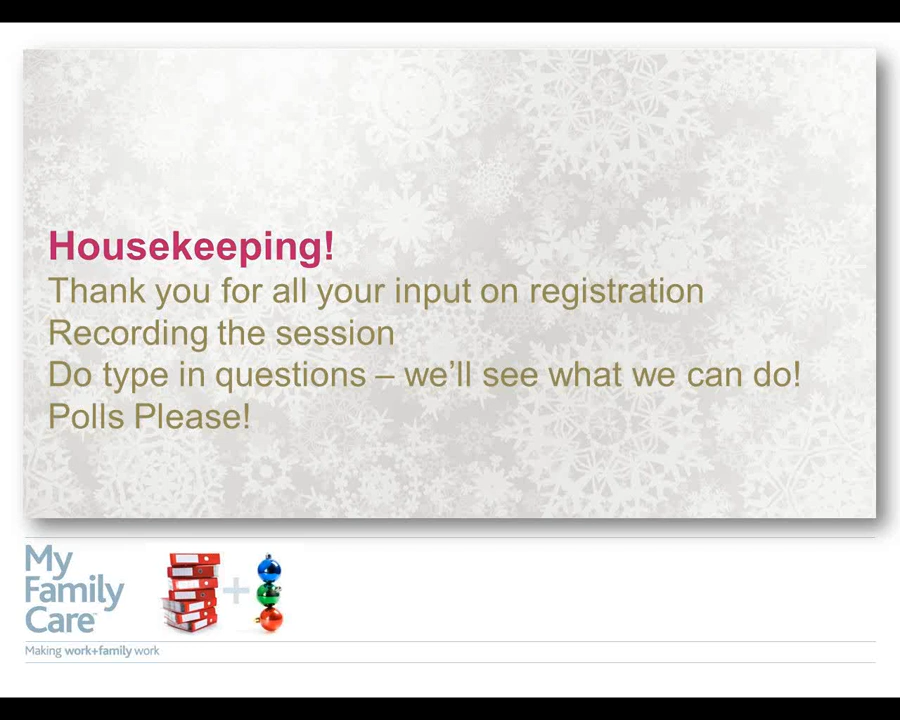 Housekeeping!
Thank you for all your input on registration
Recording the session
Do type in questions – we’ll see what we can do!
Polls Please!
My
Family
Care™
+
Making work+family work